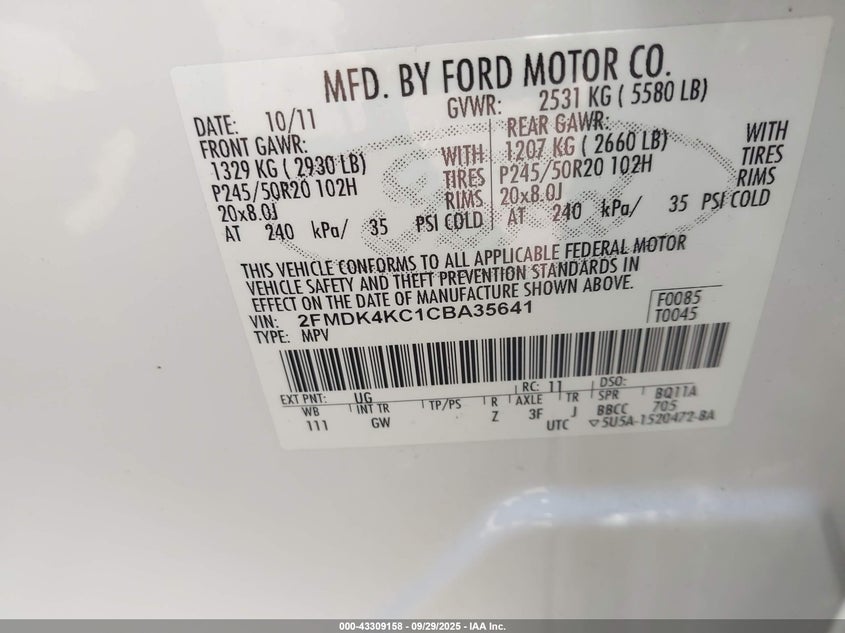 MFD. BY FORD MOTOR CO.
DATE: 10/11 GVWR: 2531 KG ( 5580 LB)
FRONT GAWR: REAR GAWR:
1329 KG ( 2930 LB) WITH 1207 KG ( 2660 LB) WITH
P245/50R20 102H TIRES P245/50R20 102H TIRES
20x8.0J RIMS 20x8.0J RIMS
AT 240 kPa/ 35 PSI COLD AT 240 kPa/ 35 PSI COLD
THIS VEHICLE CONFORMS TO ALL APPLICABLE FEDERAL MOTOR
VEHICLE SAFETY AND THEFT PREVENTION STANDARDS IN
EFFECT ON THE DATE OF MANUFACTURE SHOWN ABOVE.
VIN: 2FMDK4KC1CBA35641 F0085
TYPE: MPV T0045
EXT PNT: UG RC: 11 DSO:
WB INT TR TP/PS R AXLE TR SPR BQ11A
111 GW Z 3F J BBCC 705
UTC ▽5U5A-1520472-BA
000-43309158 - 09/29/2025 - IAA Inc.